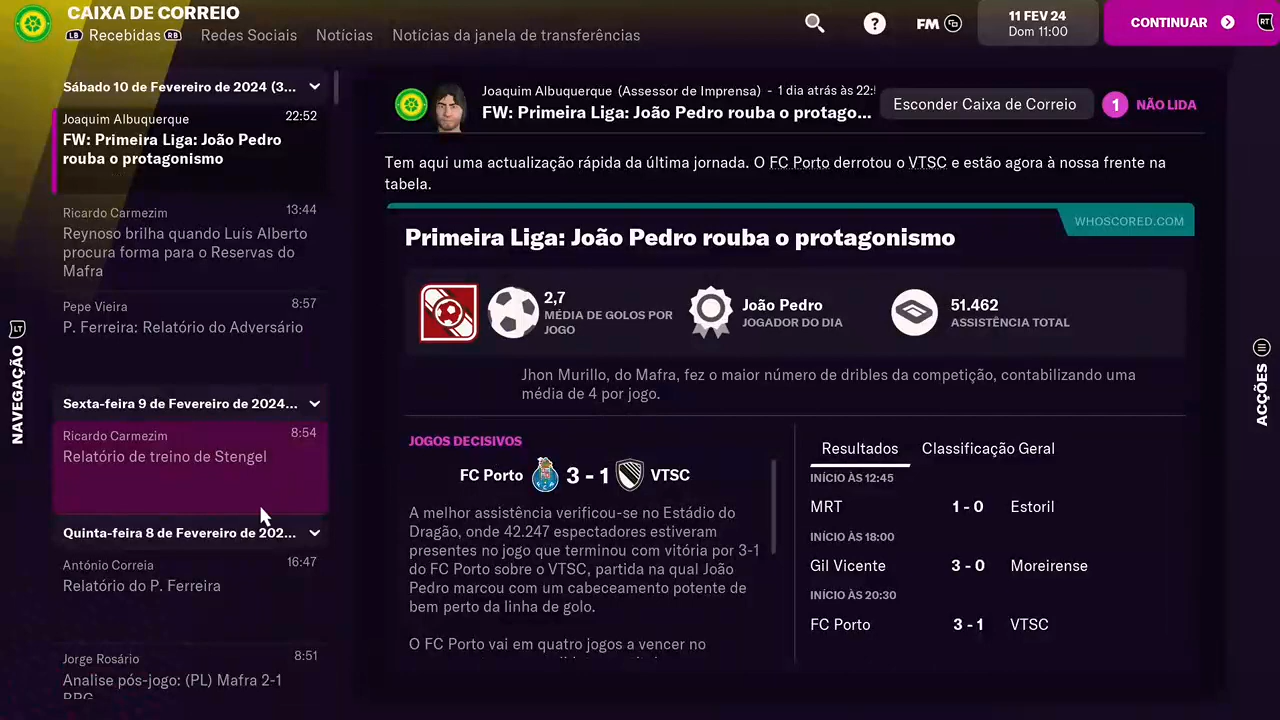 CAIXA DE CORREIO
LB Recebidas RB Redes Sociais Notícias Notícias da janela de transferências
FM
11 FEV 24
Dom 11:00
CONTINUAR
RT
NAVEGAÇÃO LT
Sábado 10 de Fevereiro de 2024 (3...
Joaquim Albuquerque 22:52
FW: Primeira Liga: João Pedro
rouba o protagonismo
Ricardo Carmezim 13:44
Reynoso brilha quando Luís Alberto
procura forma para o Reservas do
Mafra
Pepe Vieira 8:57
P. Ferreira: Relatório do Adversário
Sexta-feira 9 de Fevereiro de 2024...
Ricardo Carmezim 8:54
Relatório de treino de Stengel
Quinta-feira 8 de Fevereiro de 202...
António Correia 16:47
Relatório do P. Ferreira
Jorge Rosário 8:51
Analise pós-jogo: (PL) Mafra 2-1
Joaquim Albuquerque (Assessor de Imprensa) - 1 dia atrás às 22:
FW: Primeira Liga: João Pedro rouba o protago...
Esconder Caixa de Correio
1 NÃO LIDA
Tem aqui uma actualização rápida da última jornada. O FC Porto derrotou o VTSC e estão agora à nossa frente na
tabela.
WHOSCORED.COM
Primeira Liga: João Pedro rouba o protagonismo
2,7
MÉDIA DE GOLOS POR
JOGO
João Pedro
JOGADOR DO DIA
51.462
ASSISTÊNCIA TOTAL
Jhon Murillo, do Mafra, fez o maior número de dribles da competição, contabilizando uma
média de 4 por jogo.
JOGOS DECISIVOS
FC Porto 3 - 1 VTSC
A melhor assistência verificou-se no Estádio do
Dragão, onde 42.247 espectadores estiveram
presentes no jogo que terminou com vitória por 3-1
do FC Porto sobre o VTSC, partida na qual João
Pedro marcou com um cabeceamento potente de
bem perto da linha de golo.
O FC Porto vai em quatro jogos a vencer no
Resultados Classificação Geral
INÍCIO ÀS 12:45
MRT 1 - 0 Estoril
INÍCIO ÀS 18:00
Gil Vicente 3 - 0 Moreirense
INÍCIO ÀS 20:30
FC Porto 3 - 1 VTSC
ACÇÕES